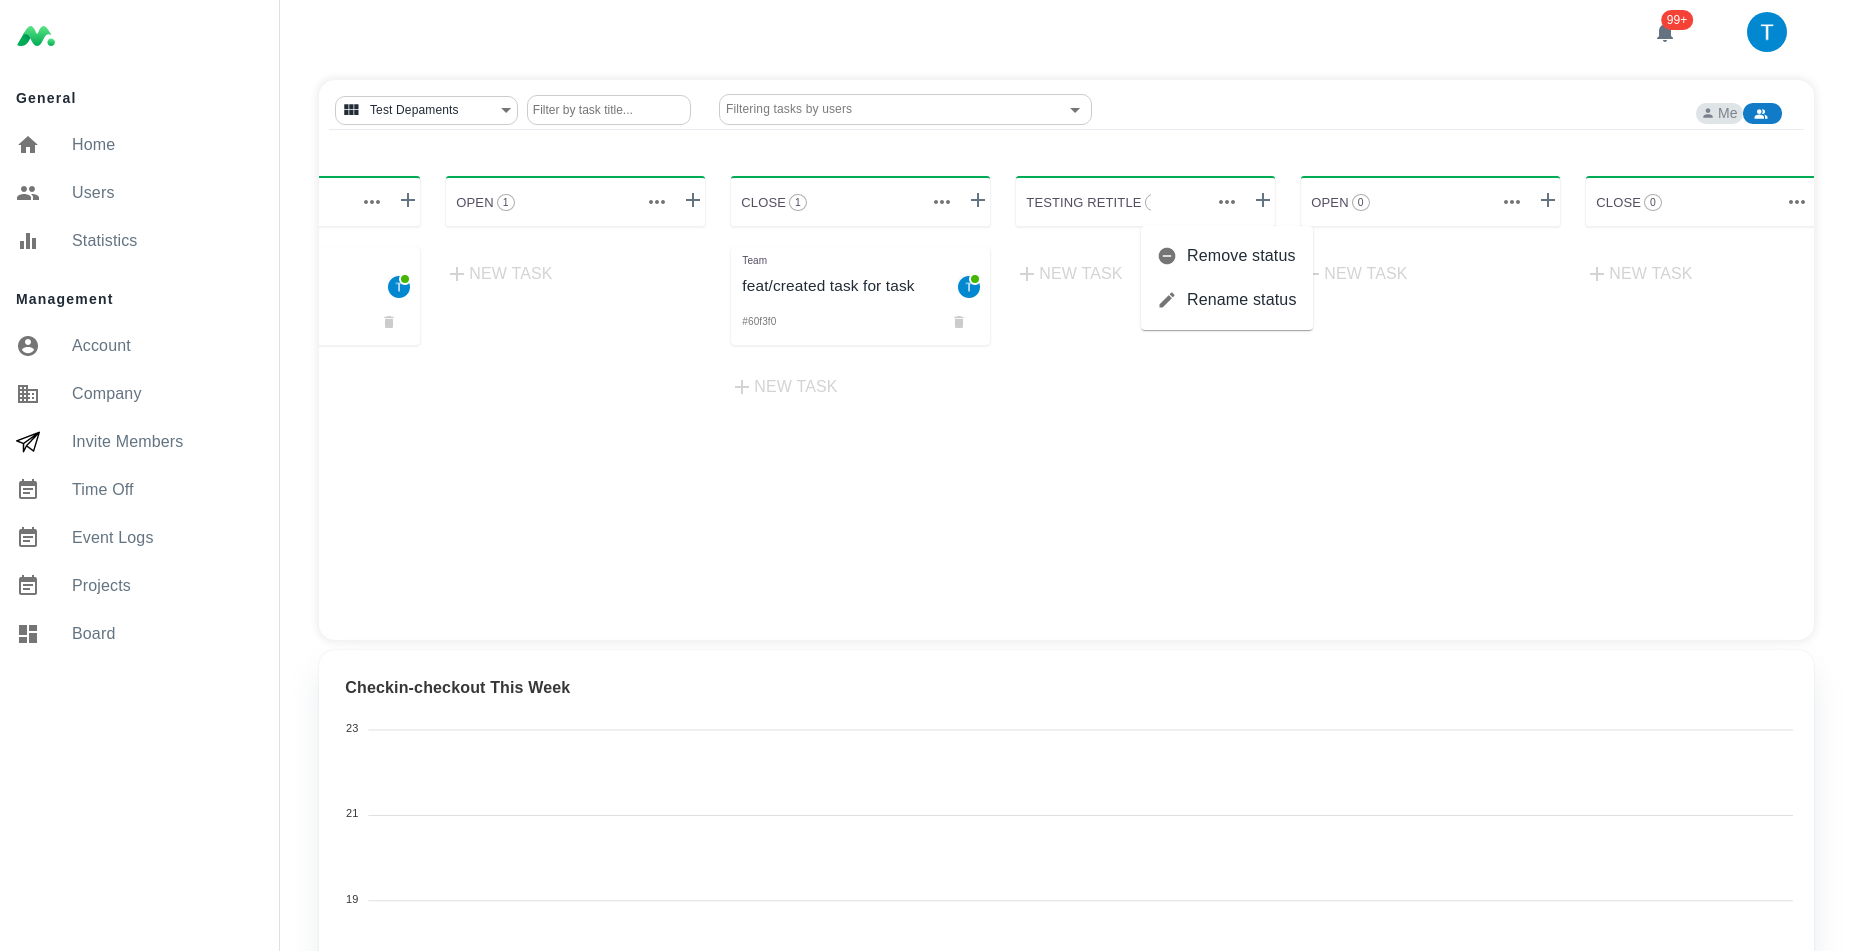 99+
T
General
Home
Users
Statistics
Management
Account
Company
Invite Members
Time Off
Event Logs
Projects
Board
Test Depaments
Filter by task title...
Filtering tasks by users
Me
OPEN 1
CLOSE 1
TESTING RETITLE
OPEN 0
CLOSE 0
T
NEW TASK
Team
feat/created task for task
T
#60f3f0
NEW TASK
NEW TASK
Remove status
Rename status
NEW TASK
NEW TASK
Checkin-checkout This Week
23
21
19